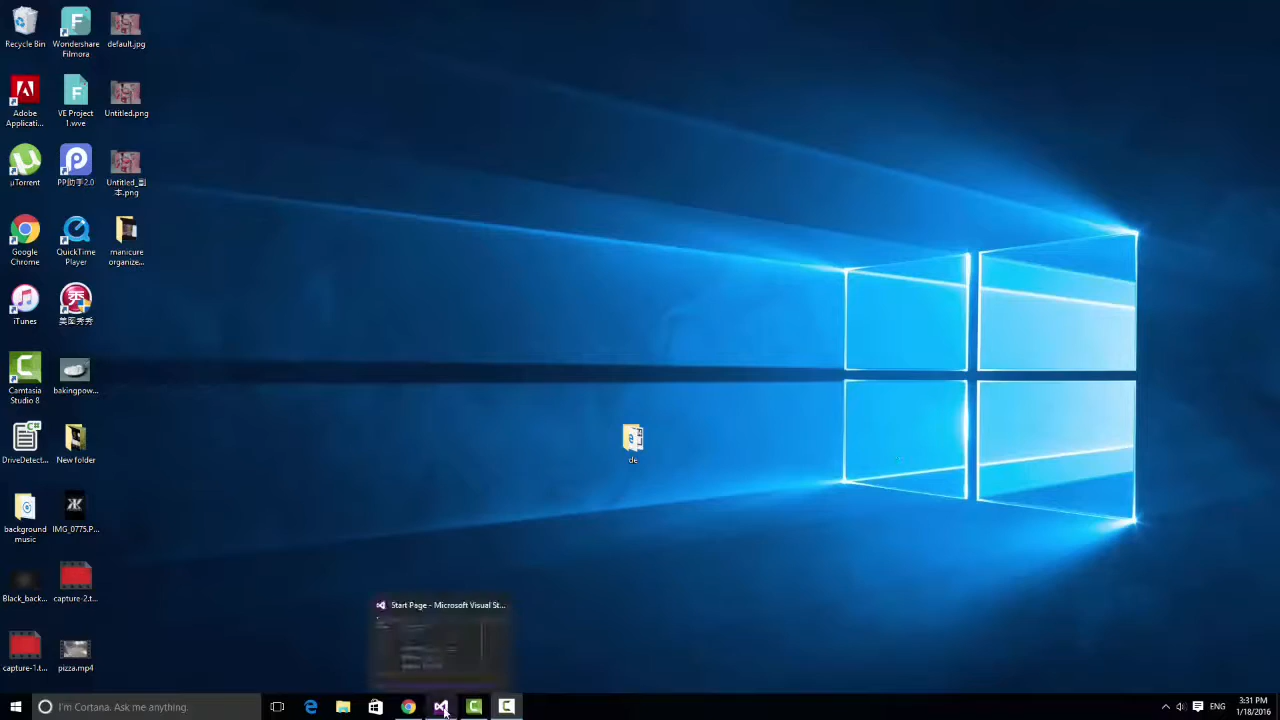 Recycle Bin
Wondershare
Filmora
default.jpg
Adobe
Applicati...
VE Project
1.wve
Untitled.png
µTorrent
PP助手2.0
Untitled_副
本.png
Google
Chrome
QuickTime
Player
manicure
organize...
iTunes
美图秀秀
Camtasia
Studio 8
bakingpow...
DriveDetect...
New folder
de
background
music
IMG_0775.P...
Black_back...
capture-2.t...
capture-1.t...
pizza.mp4
Start Page - Microsoft Visual St...
I'm Cortana. Ask me anything.
ENG
3:31 PM
1/18/2016